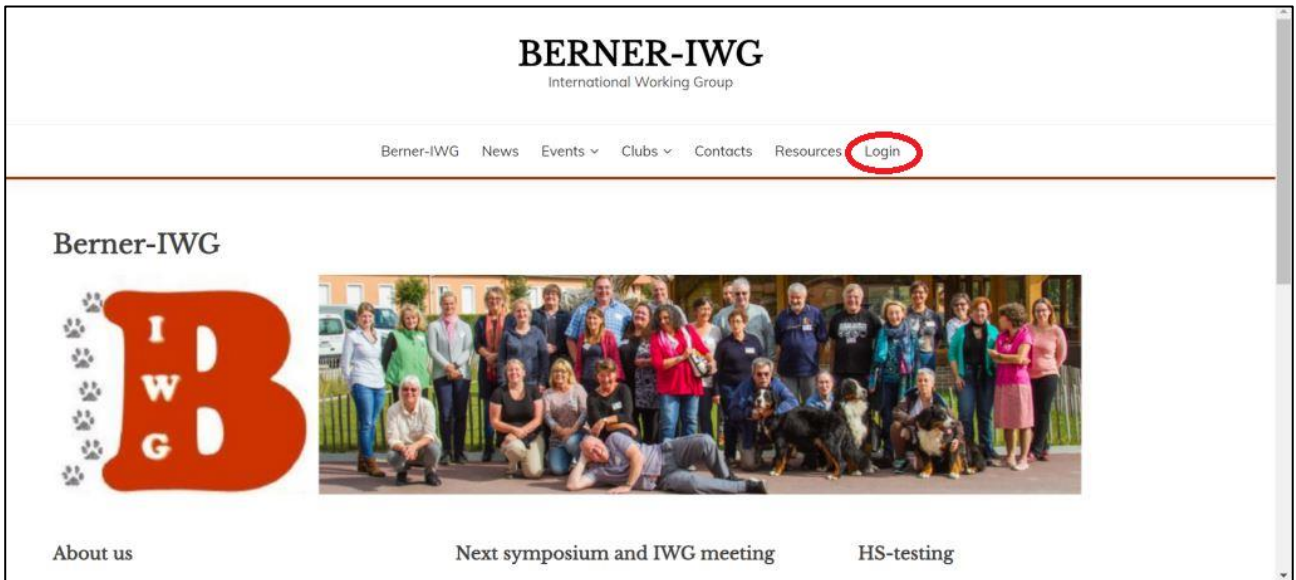 BERNER-IWG
International Working Group
Berner-IWG News Events Clubs Contacts Resources Login
Berner-IWG
I
W
G
About us Next symposium and IWG meeting HS-testing